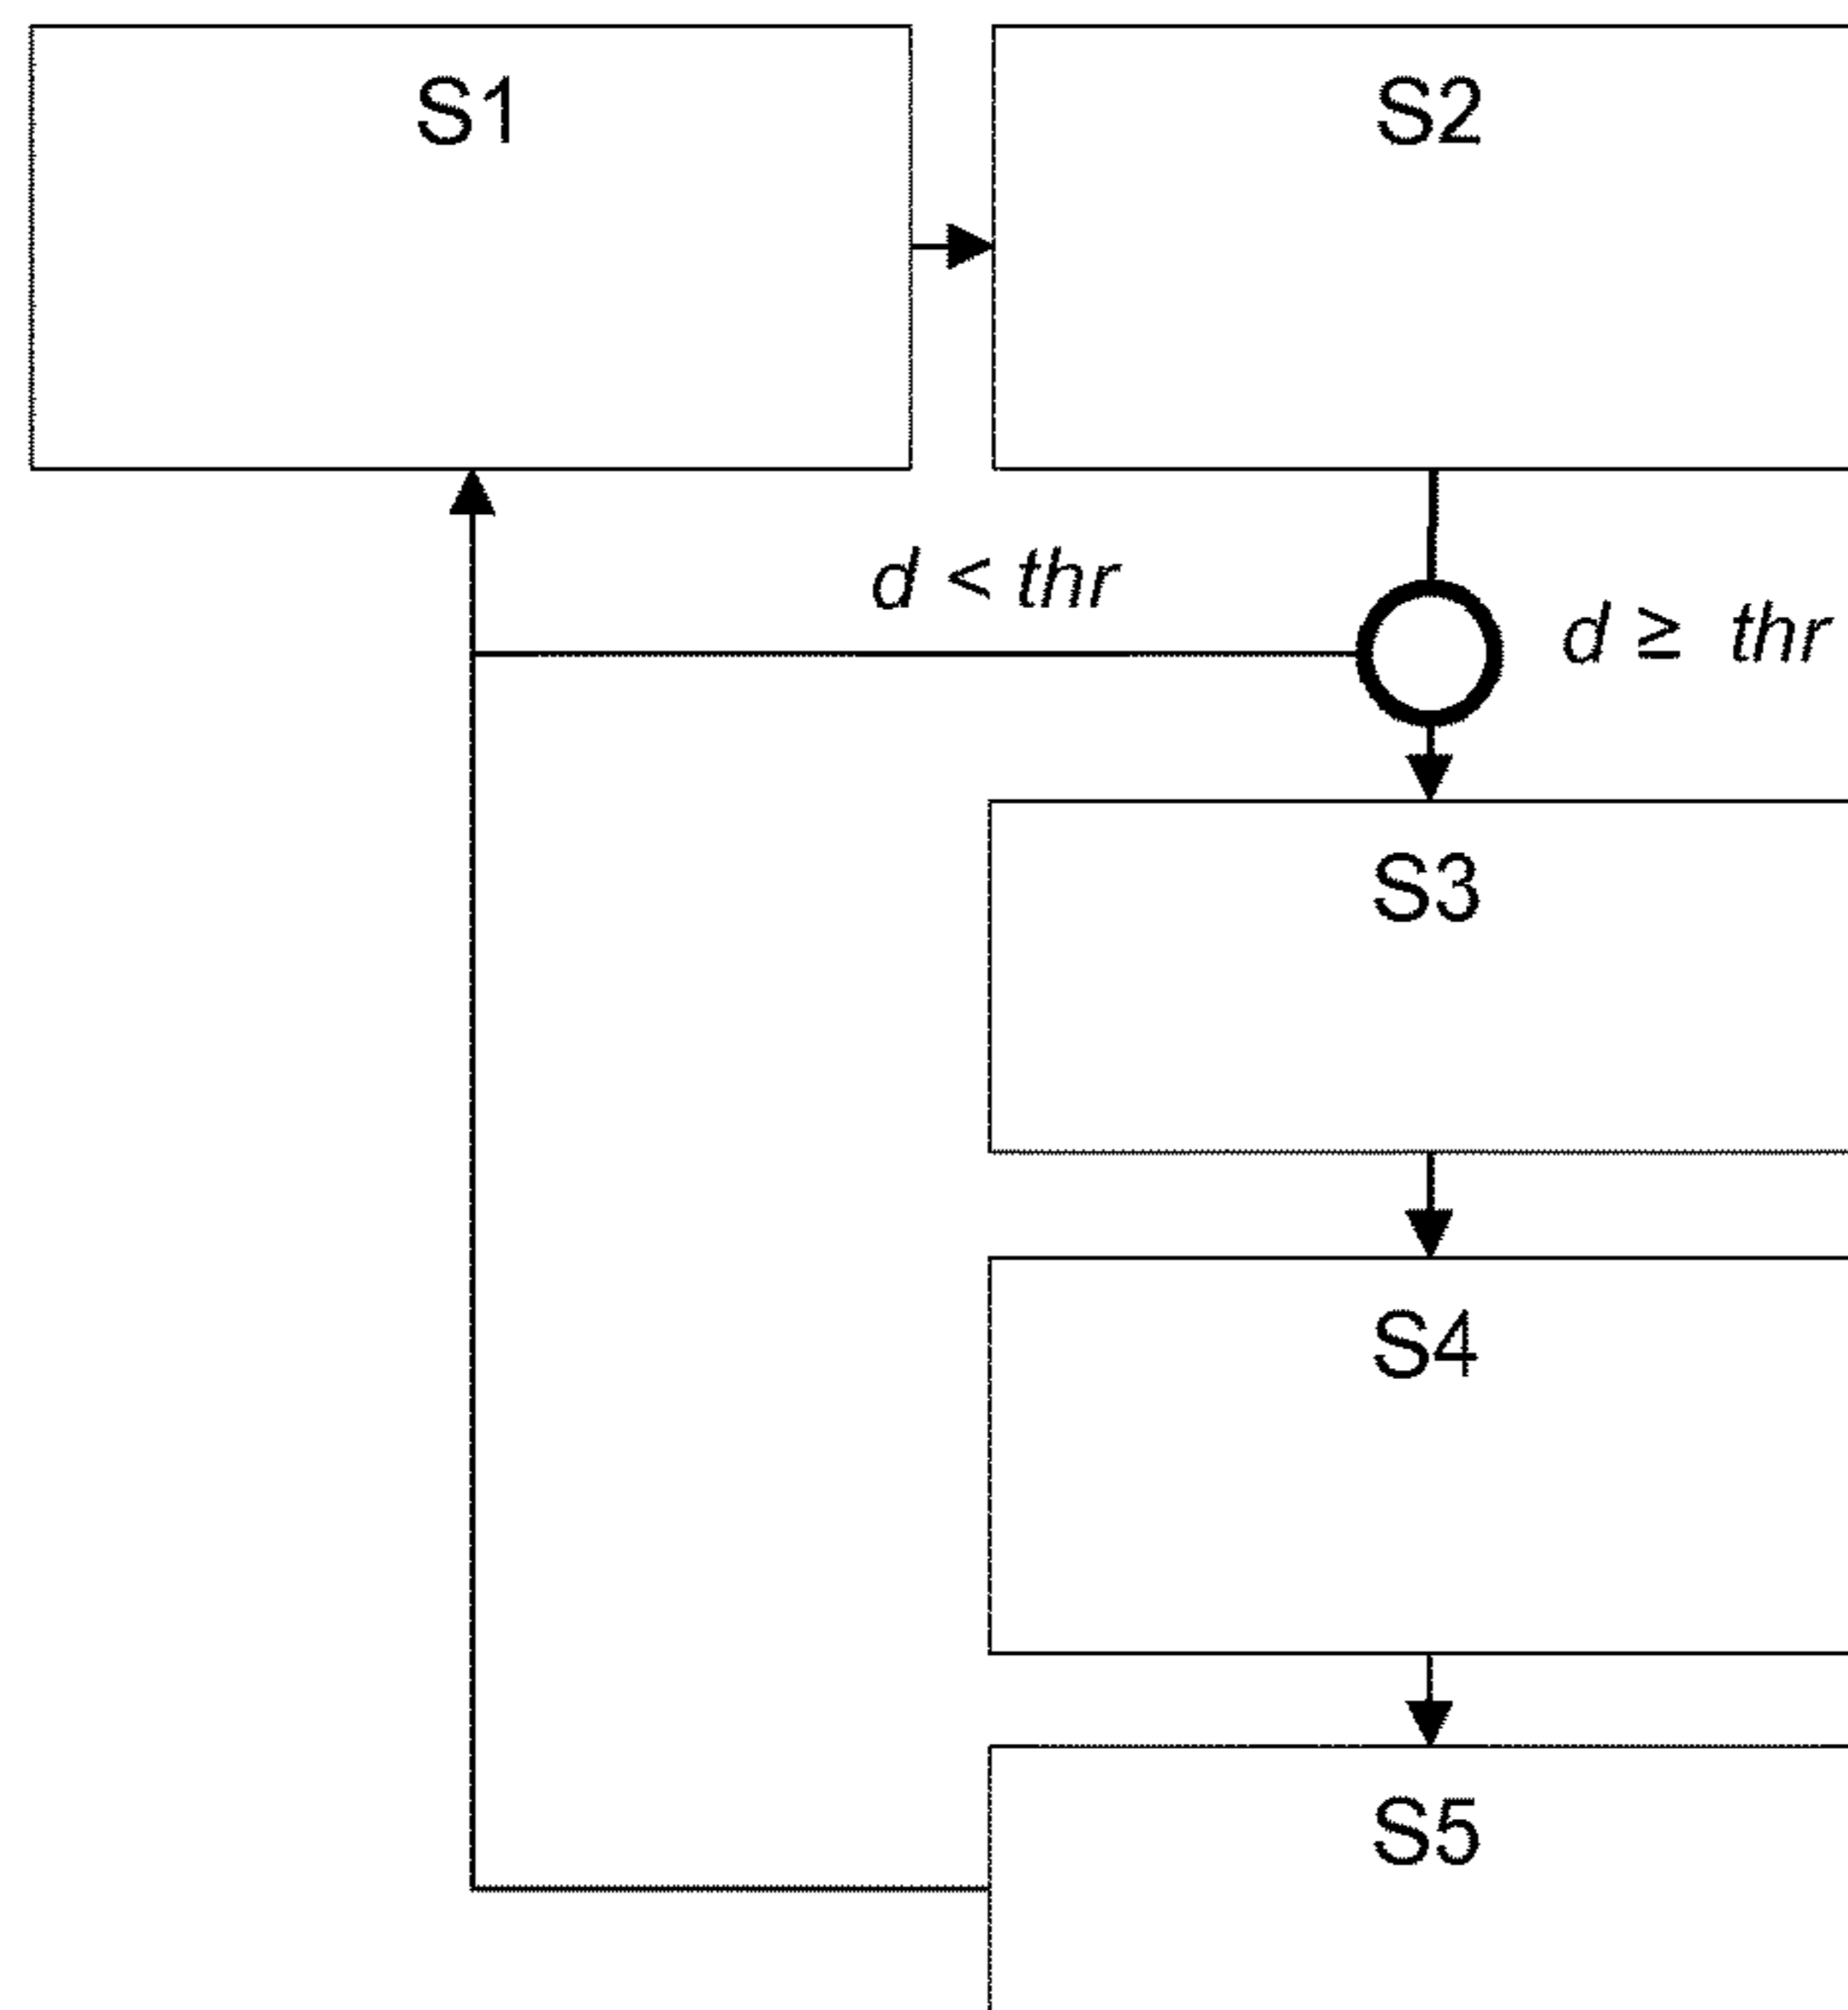 S1
S2
d < thr
d ≥ thr
S3
S4
S5